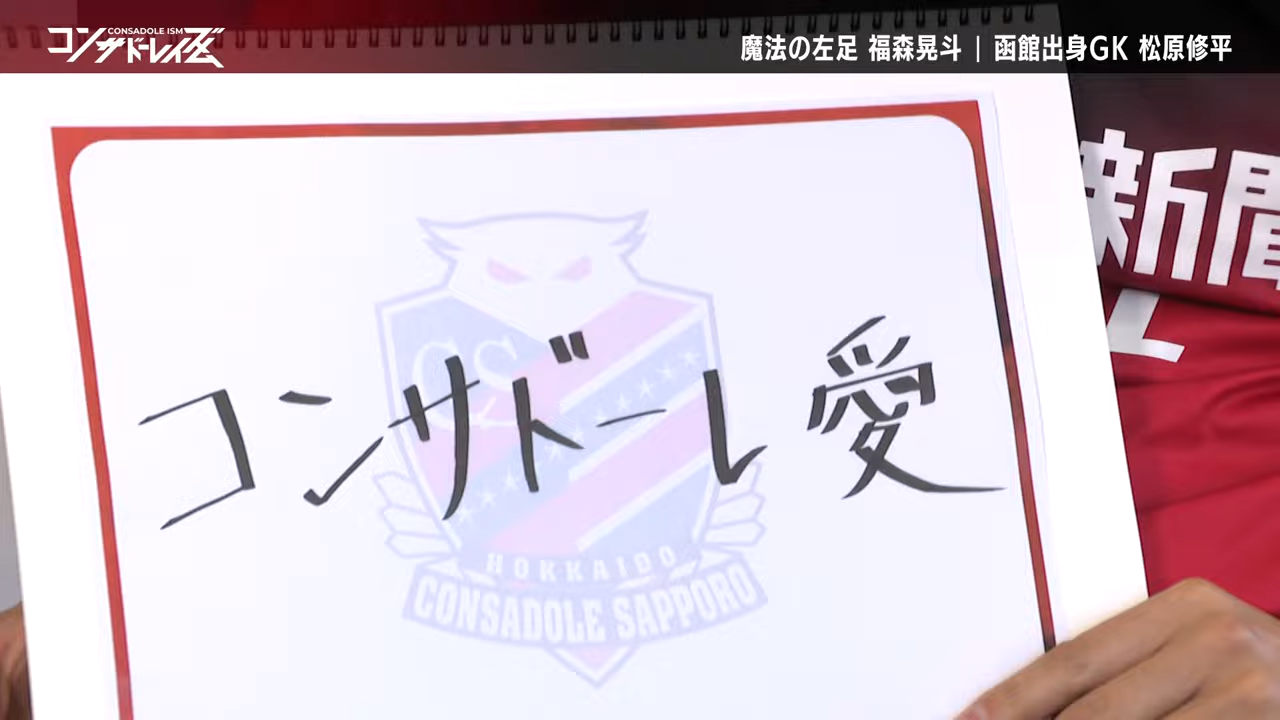 CONSADOLE ISM
コンサドーレイズム
魔法の左足 福森晃斗 | 函館出身GK 松原修平
新聞
CS
コンサドーレ愛
HOKKAIDO
CONSADOLE SAPPORO